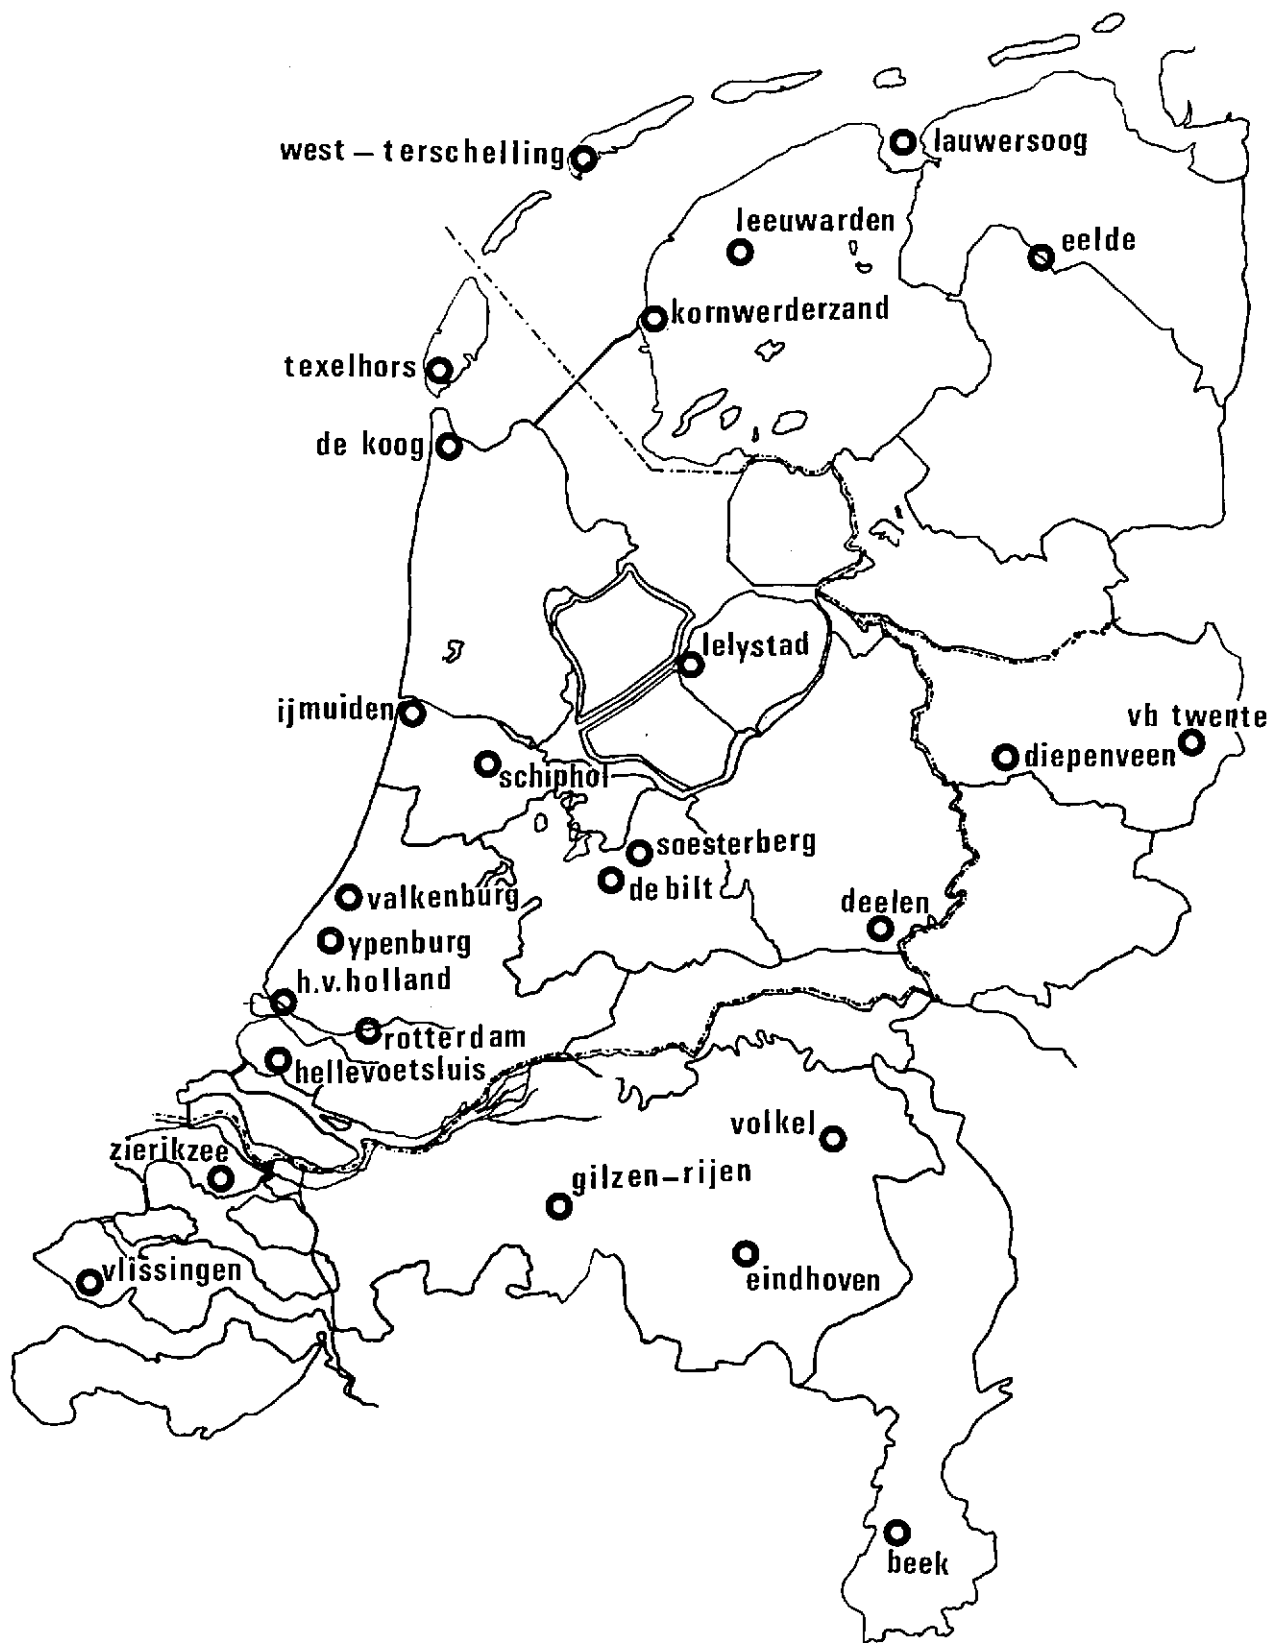 west – terschelling
lauwersoog
leeuwarden
eelde
kornwerderzand
texelhors
de koog
lelystad
ijmuiden
vb twente
diepenveen
schiphol
soesterberg
de bilt
valkenburg
deelen
ypenburg
h.v.holland
rotterdam
hellevoetsluis
volkel
zierikzee
gilzen–rijen
vlissingen
eindhoven
beek